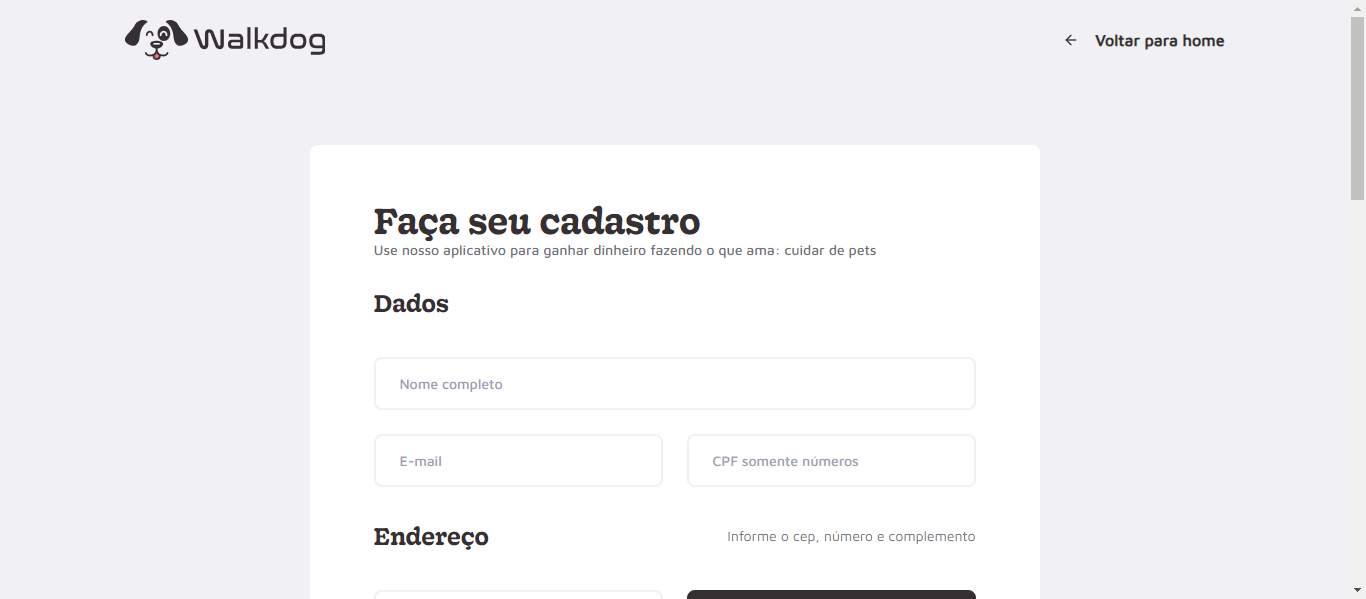 Walkdog
Voltar para home
Faça seu cadastro
Use nosso aplicativo para ganhar dinheiro fazendo o que ama: cuidar de pets
Dados
Nome completo
E-mail
CPF somente números
Endereço
Informe o cep, número e complemento